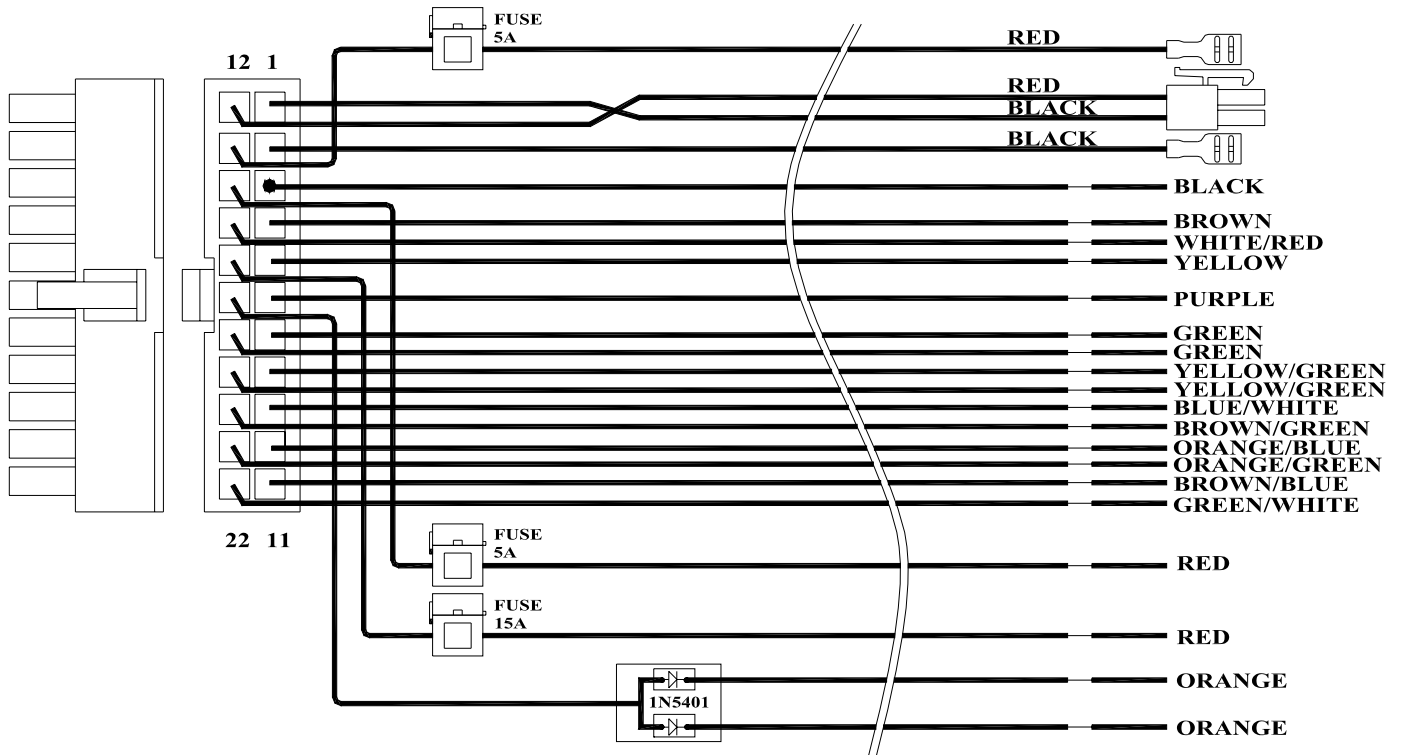 FUSE
5A
RED
12 1
RED
BLACK
BLACK
BLACK
BROWN
WHITE/RED
YELLOW
PURPLE
GREEN
GREEN
YELLOW/GREEN
YELLOW/GREEN
BLUE/WHITE
BROWN/GREEN
ORANGE/BLUE
ORANGE/GREEN
BROWN/BLUE
GREEN/WHITE
22 11
FUSE
5A
RED
FUSE
15A
RED
ORANGE
1N5401
ORANGE